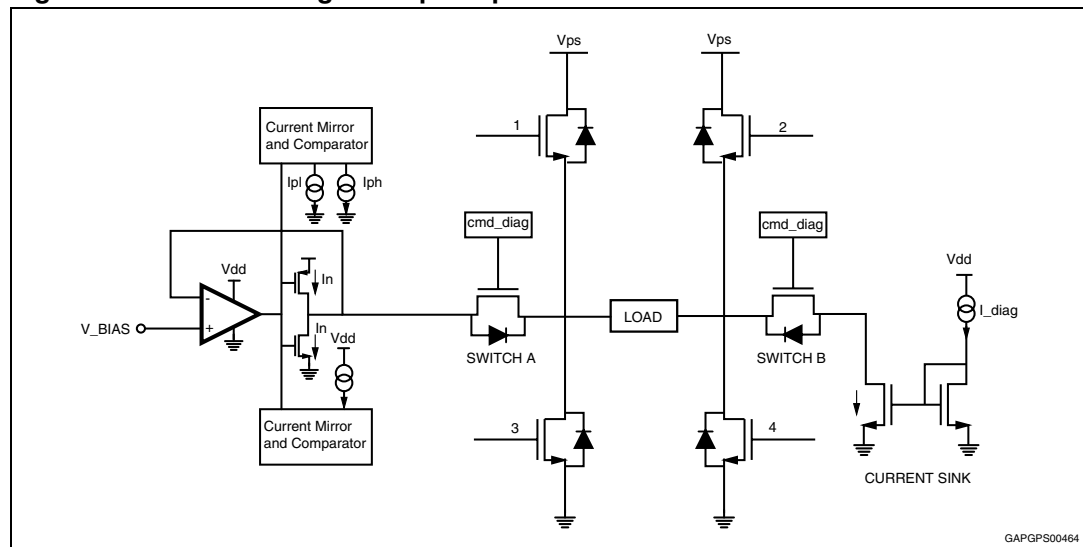 Vps
Vps
Current Mirror
and Comparator
1
2
Ipl
Iph
cmd_diag
cmd_diag
Vdd
In
Vdd
I_diag
-
+
V_BIAS
In
Vdd
LOAD
SWITCH A
SWITCH B
Current Mirror
and Comparator
3
4
CURRENT SINK
GAPGPS00464